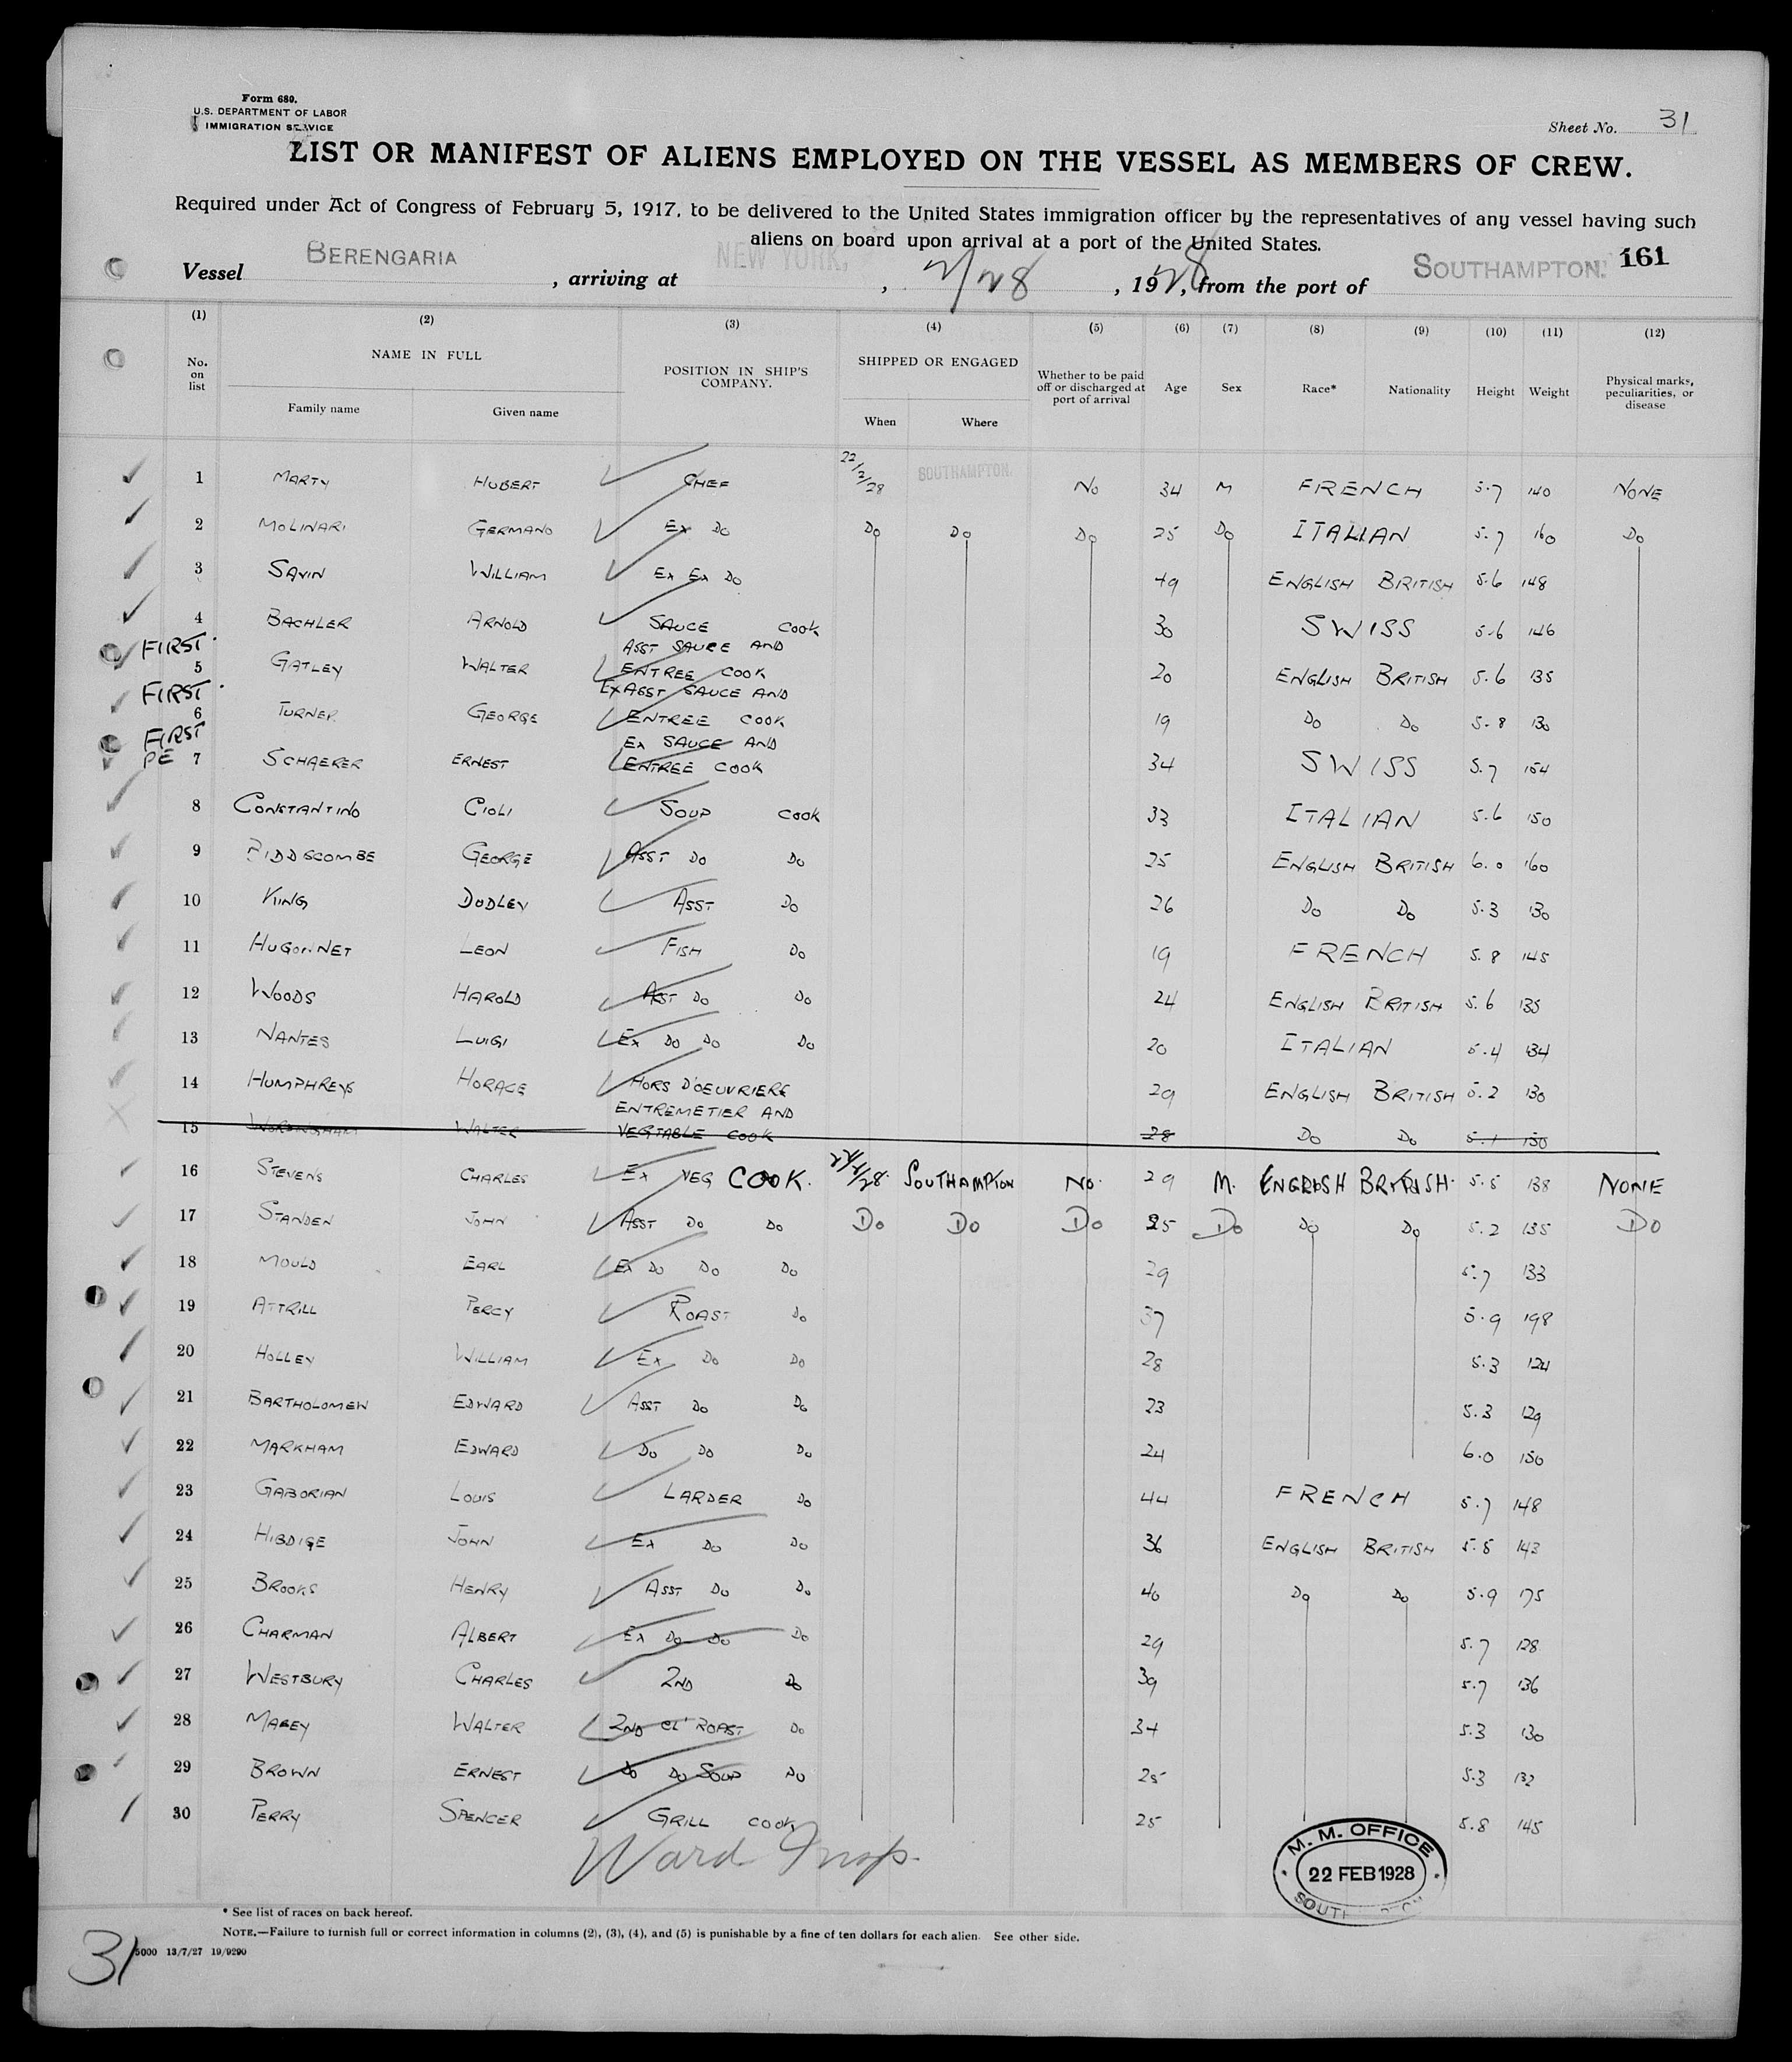 Form 680.
U.S. DEPARTMENT OF LABOR
IMMIGRATION SERVICE
Sheet No. 31
LIST OR MANIFEST OF ALIENS EMPLOYED ON THE VESSEL AS MEMBERS OF CREW.
Required under Act of Congress of February 5, 1917, to be delivered to the United States immigration officer by the representatives of any vessel having such
aliens on board upon arrival at a port of the United States.
161
Vessel BERENGARIA, arriving at NEW YORK, 2/28, 1928, from the port of SOUTHAMPTON.
(1) (2) (3) (4) (5) (6) (7) (8) (9) (10) (11) (12)
No. on list NAME IN FULL Family name Given name POSITION IN SHIP'S COMPANY. SHIPPED OR ENGAGED When Where Whether to be paid off or discharged at port of arrival Age Sex Race* Nationality Height Weight Physical marks, peculiarities, or disease
1 MARTY HUBERT CHEF 22/2/28 SOUTHAMPTON. NO 34 M FRENCH 5.7 140 NONE
2 MOLINARI GERMANO EX DO DO DO DO 25 DO ITALIAN 5.7 160 DO
3 SAVIN WILLIAM EX EX DO 49 ENGLISH BRITISH 5.6 148
4 BACHLER ARNOLD SAUCE COOK 30 SWISS 5.6 146
FIRST 5 GATLEY WALTER ASST SAUCE AND ENTREE COOK 20 ENGLISH BRITISH 5.6 135
FIRST 6 TURNER GEORGE EX ASST SAUCE AND ENTREE COOK 19 DO DO 5.8 130
FIRST PE 7 SCHAERER ERNEST EX SAUCE AND ENTREE COOK 34 SWISS 5.7 154
8 CONSTANTINO CIOLI SOUP COOK 33 ITALIAN 5.6 150
9 BIDDSCOMBE GEORGE ASST DO DO 25 ENGLISH BRITISH 6.0 160
10 KING DUDLEY ASST DO 26 DO DO 5.3 130
11 HUGONNET LEON FISH DO 19 FRENCH 5.8 145
12 WOODS HAROLD ASST DO DO 24 ENGLISH BRITISH 5.6 135
13 NANTES LUIGI EX DO DO DO 20 ITALIAN 5.4 134
14 HUMPHREYS HORACE HORS D'OEUVRIERE 29 ENGLISH BRITISH 5.2 130
15 WALTER ENTREMETIER AND VEGTABLE COOK 28 DO DO 5.1 130
16 STEVENS CHARLES EX VEG COOK. 22/2/28. SOUTHAMPTON NO. 29 M. ENGLISH BRITISH. 5.5 138 NONE
17 STANDEN JOHN ASST DO DO DO DO DO 25 DO DO DO 5.2 135 DO
18 MOULD EARL EX DO DO DO 29 5.7 133
19 ATTRILL PERCY ROAST DO 37 5.9 198
20 HOLLEY WILLIAM EX DO DO 28 5.3 124
21 BARTHOLOMEW EDWARD ASST DO DO 23 5.3 129
22 MARKHAM EDWARD DO DO DO 24 6.0 150
23 GABORIAN LOUIS LARDER DO 44 FRENCH 5.7 148
24 HIBDIGE JOHN EX DO DO 36 ENGLISH BRITISH 5.8 143
25 BROOKS HENRY ASST DO DO 40 DO DO 5.9 175
26 CHARMAN ALBERT EX DO DO DO 29 5.7 128
27 WESTBURY CHARLES 2ND DO 39 5.7 136
28 MABEY WALTER 2ND CL' ROAST DO 34 5.3 130
29 BROWN ERNEST DO DO SOUP DO 25 5.3 132
30 PERRY SPENCER GRILL COOK 25 5.8 145
Ward Insp.
M. M. OFFICE
22 FEB 1928
* See list of races on back hereof.
NOTE.—Failure to furnish full or correct information in columns (2), (3), (4), and (5) is punishable by a fine of ten dollars for each alien. See other side.
31 5000 13/7/27 19/9290